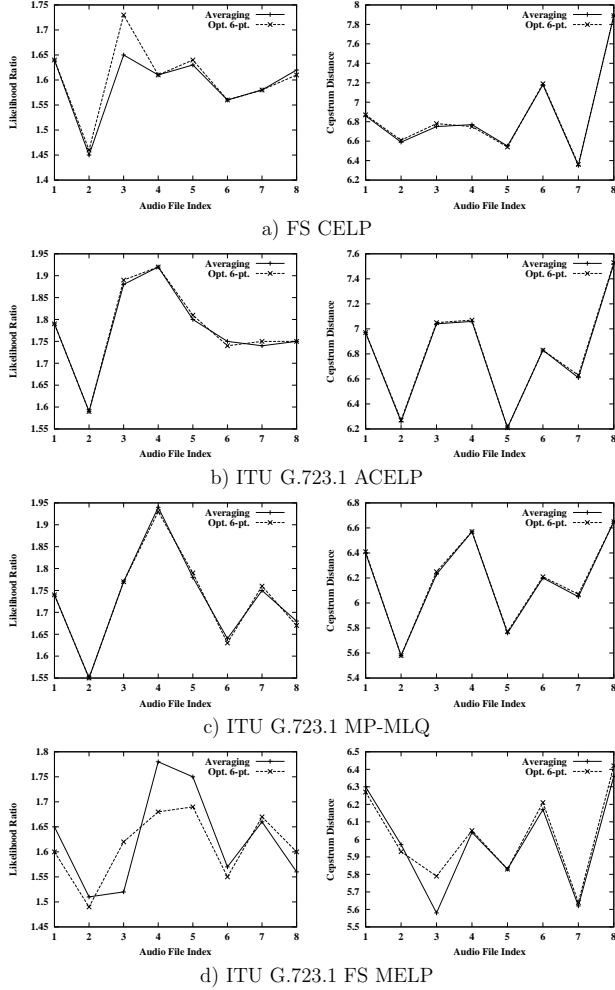 1.75
1.7
1.65
1.6
1.55
1.5
1.45
1.4
Likelihood Ratio
Averaging
Opt. 6-pt.
1 2 3 4 5 6 7 8
Audio File Index
8
7.8
7.6
7.4
7.2
7
6.8
6.6
6.4
6.2
Cepstrum Distance
Averaging
Opt. 6-pt.
1 2 3 4 5 6 7 8
Audio File Index
a) FS CELP
1.95
1.9
1.85
1.8
1.75
1.7
1.65
1.6
1.55
Likelihood Ratio
Averaging
Opt. 6-pt.
1 2 3 4 5 6 7 8
Audio File Index
7.6
7.4
7.2
7
6.8
6.6
6.4
6.2
Cepstrum Distance
Averaging
Opt. 6-pt.
1 2 3 4 5 6 7 8
Audio File Index
b) ITU G.723.1 ACELP
1.95
1.9
1.85
1.8
1.75
1.7
1.65
1.6
1.55
Likelihood Ratio
Averaging
Opt. 6-pt.
1 2 3 4 5 6 7 8
Audio File Index
6.8
6.6
6.4
6.2
6
5.8
5.6
5.4
Cepstrum Distance
Averaging
Opt. 6-pt.
1 2 3 4 5 6 7 8
Audio File Index
c) ITU G.723.1 MP-MLQ
1.8
1.75
1.7
1.65
1.6
1.55
1.5
1.45
Likelihood Ratio
Averaging
Opt. 6-pt.
1 2 3 4 5 6 7 8
Audio File Index
6.5
6.4
6.3
6.2
6.1
6
5.9
5.8
5.7
5.6
5.5
Cepstrum Distance
Averaging
Opt. 6-pt.
1 2 3 4 5 6 7 8
Audio File Index
d) ITU G.723.1 FS MELP